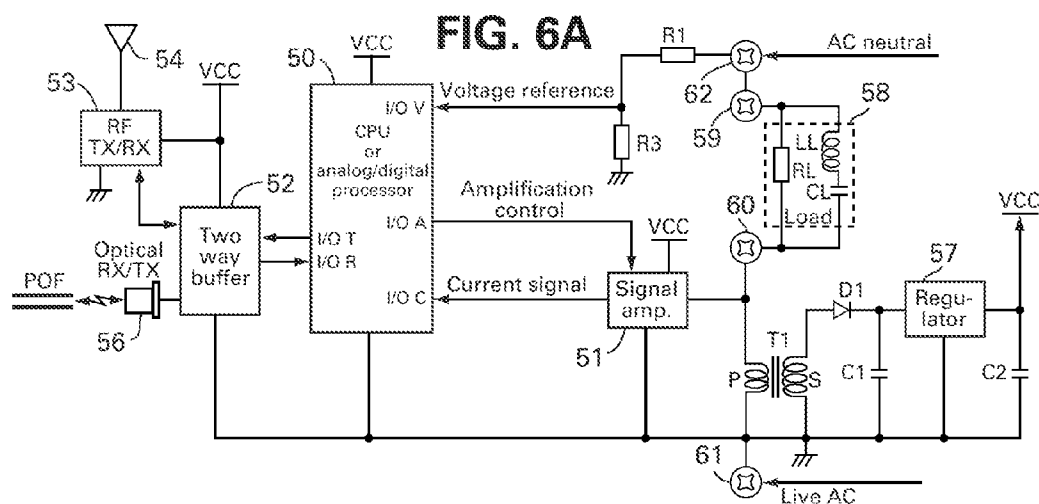 FIG. 6A
54
53
VCC
RF
TX/RX
52
Two
way
buffer
Optical
RX/TX
POF
56
VCC
50
I/O V
CPU
or
analog/digital
processor
I/O A
I/O T
I/O R
I/O C
Voltage reference
Amplification
control
Current signal
R1
R3
AC neutral
62
59
58
LL
RL
CL
Load
60
VCC
Signal
amp.
51
T1
P
S
D1
57
Regu-
lator
VCC
C1
C2
61
Live AC